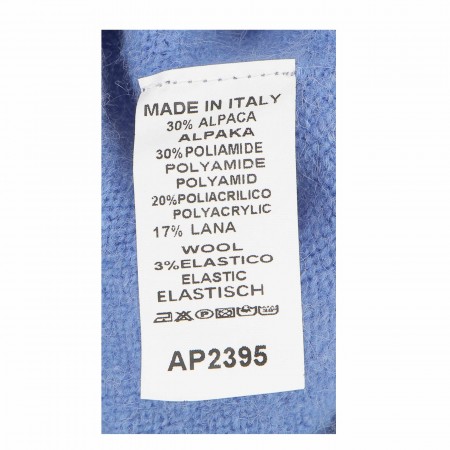 MADE IN ITALY
30% ALPACA
ALPAKA
30%POLIAMIDE
POLYAMIDE
POLYAMID
20%POLIACRILICO
POLYACRYLIC
17% LANA
WOOL
3%ELASTICO
ELASTIC
ELASTISCH
AP2395